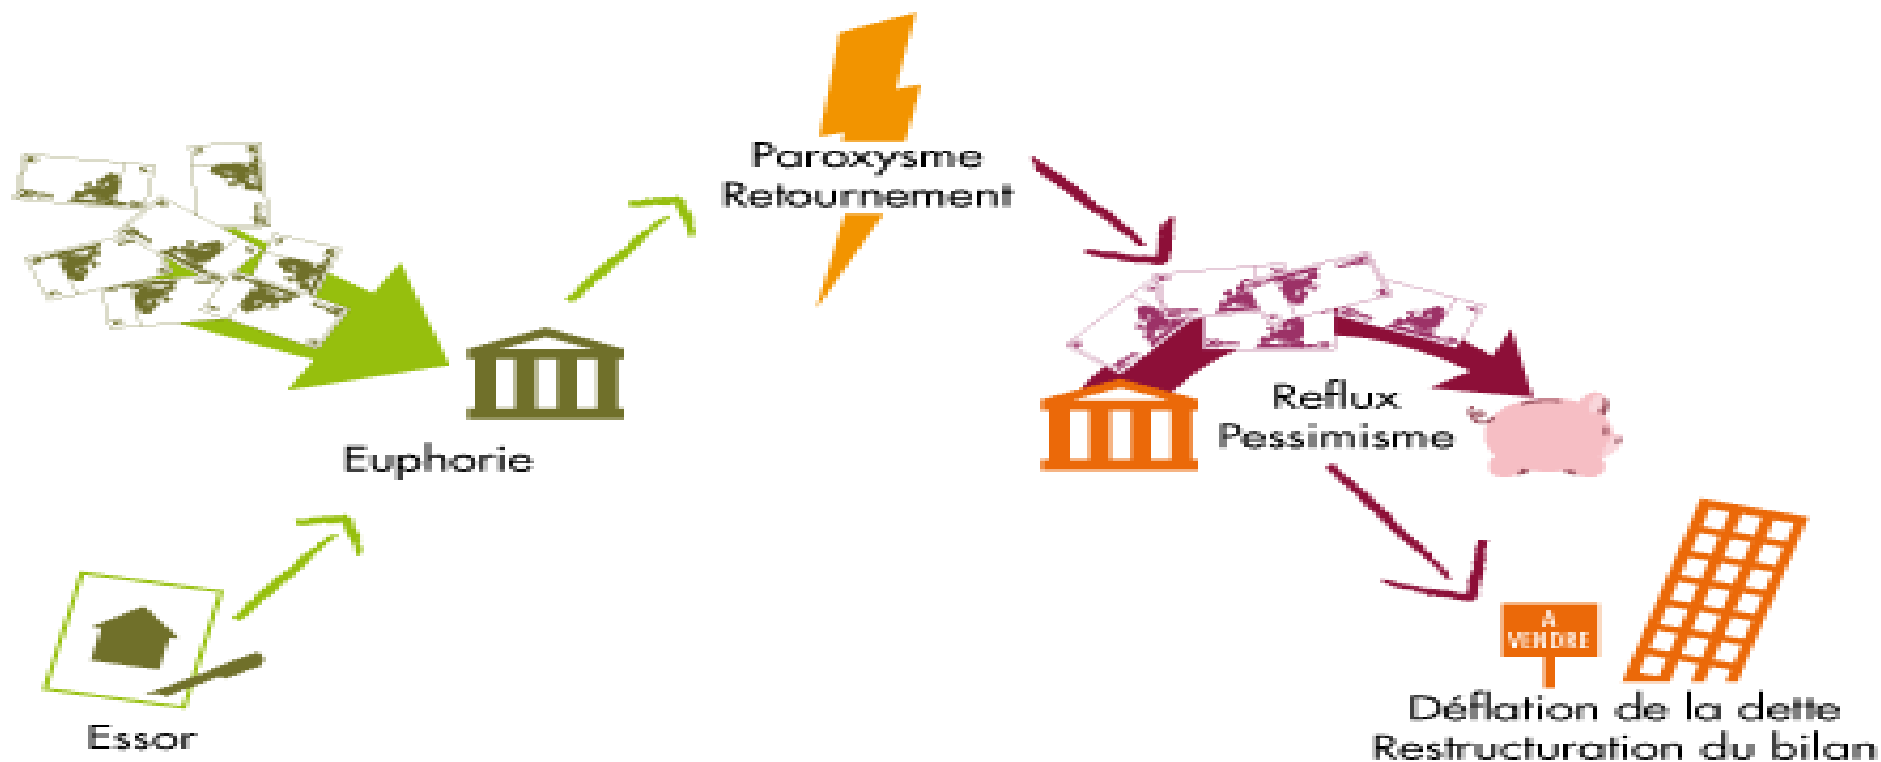 Paroxysme
Retournement
Reflux
Pessimisme
Euphorie
Essor
A
VENDRE
Déflation de la dette
Restructuration du bilan